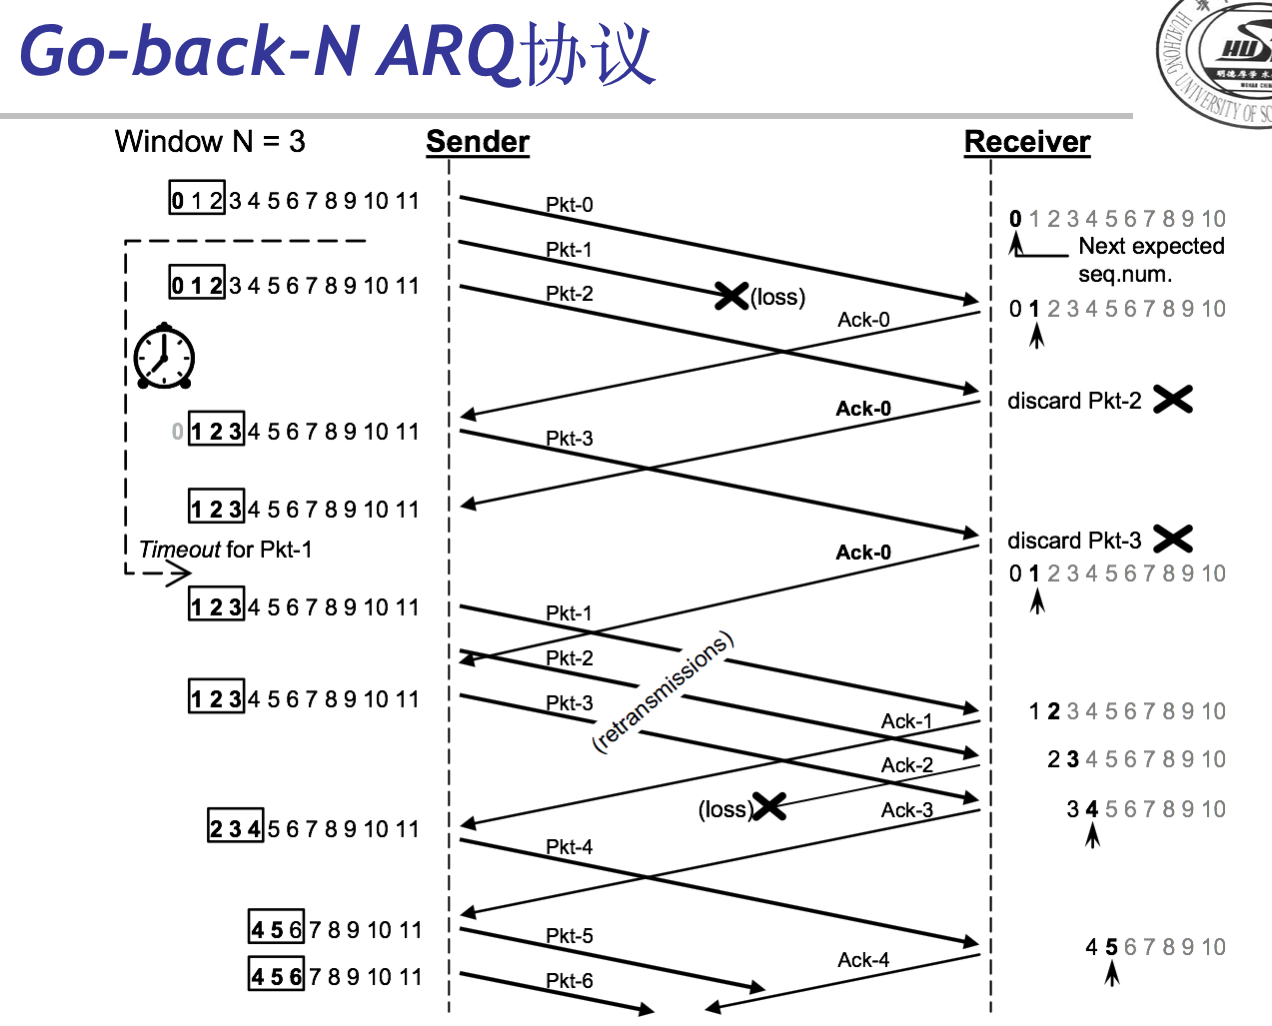 Go-back-N ARQ协议
Window N = 3
Sender
Receiver
0 1 2 3 4 5 6 7 8 9 10 11
Pkt-0
0 1 2 3 4 5 6 7 8 9 10
Next expected
seq.num.
Pkt-1
0 1 2 3 4 5 6 7 8 9 10 11
Pkt-2
(loss)
0 1 2 3 4 5 6 7 8 9 10
Ack-0
discard Pkt-2
Ack-0
0 1 2 3 4 5 6 7 8 9 10 11
Pkt-3
1 2 3 4 5 6 7 8 9 10 11
discard Pkt-3
Timeout for Pkt-1
Ack-0
0 1 2 3 4 5 6 7 8 9 10
1 2 3 4 5 6 7 8 9 10 11
Pkt-1
Pkt-2
(retransmissions)
1 2 3 4 5 6 7 8 9 10 11
Pkt-3
Ack-1
1 2 3 4 5 6 7 8 9 10
Ack-2
2 3 4 5 6 7 8 9 10
(loss)
Ack-3
3 4 5 6 7 8 9 10
2 3 4 5 6 7 8 9 10 11
Pkt-4
4 5 6 7 8 9 10 11
Pkt-5
Ack-4
4 5 6 7 8 9 10
4 5 6 7 8 9 10 11
Pkt-6